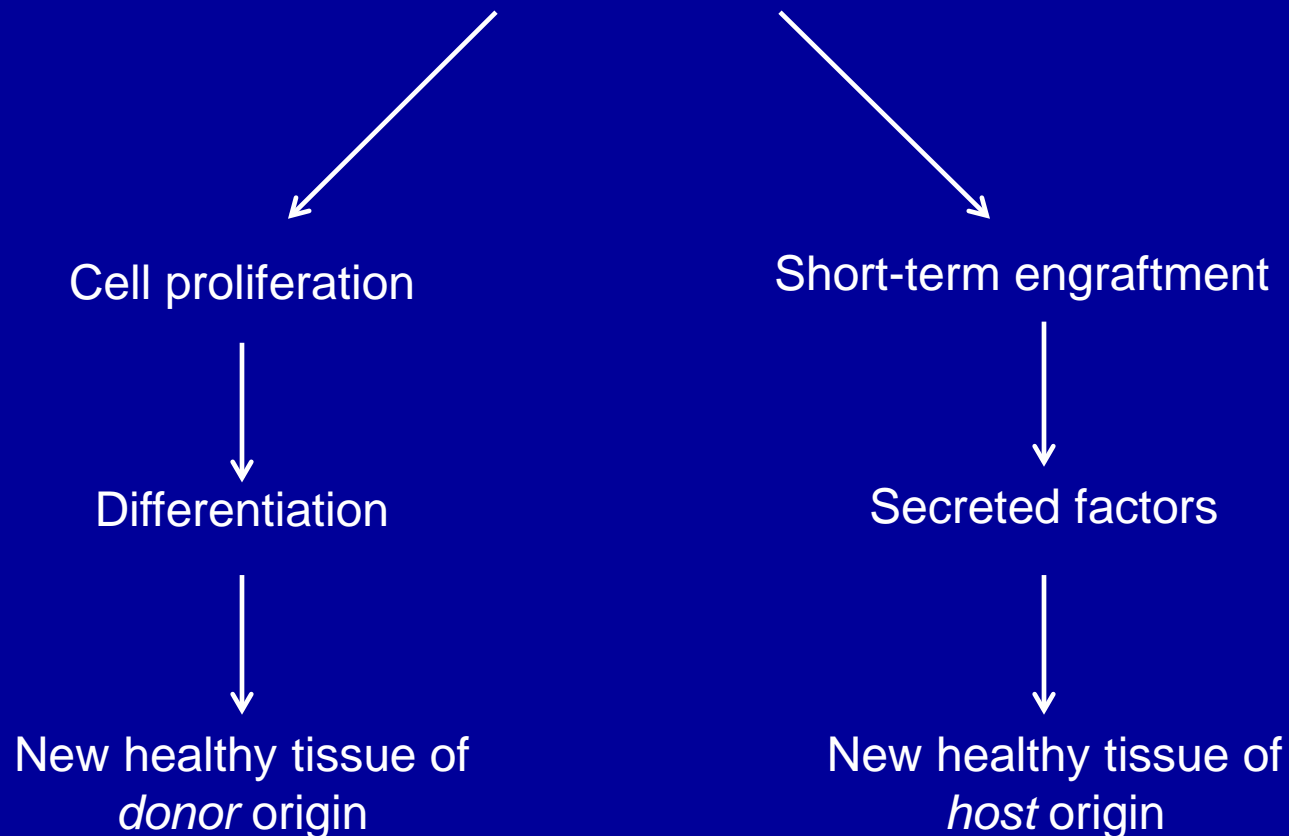 Cell proliferation
Short-term engraftment
Differentiation
Secreted factors
New healthy tissue of
donor origin
New healthy tissue of
host origin